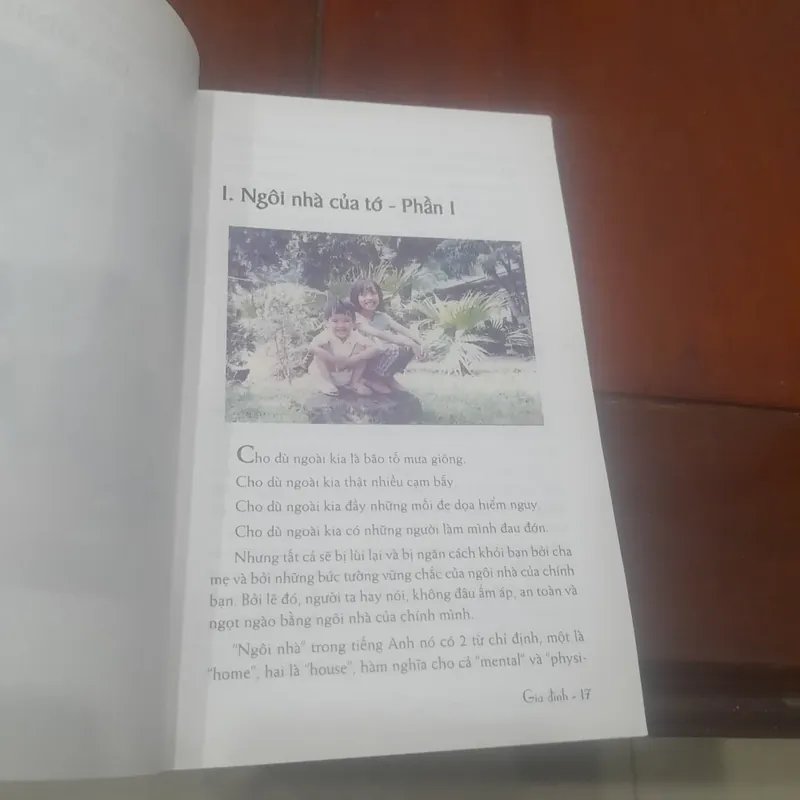 1. Ngôi nhà của tớ - Phần 1
Cho dù ngoài kia là bão tố mưa giông.
Cho dù ngoài kia thật nhiều cạm bẫy
Cho dù ngoài kia đầy những mối đe dọa hiểm nguy.
Cho dù ngoài kia có những người làm mình đau đớn.
Nhưng tất cả sẽ bị lùi lại và bị ngăn cách khỏi bạn bởi cha
mẹ và bởi những bức tường vững chắc của ngôi nhà của chính
bạn. Bởi lẽ đó, người ta hay nói, không đâu ấm áp, an toàn và
ngọt ngào bằng ngôi nhà của chính mình.
"Ngôi nhà" trong tiếng Anh nó có 2 từ chỉ định, một là
"home", hai là "house", hàm nghĩa cho cả "mental" và "physi-
Gia đình - 17